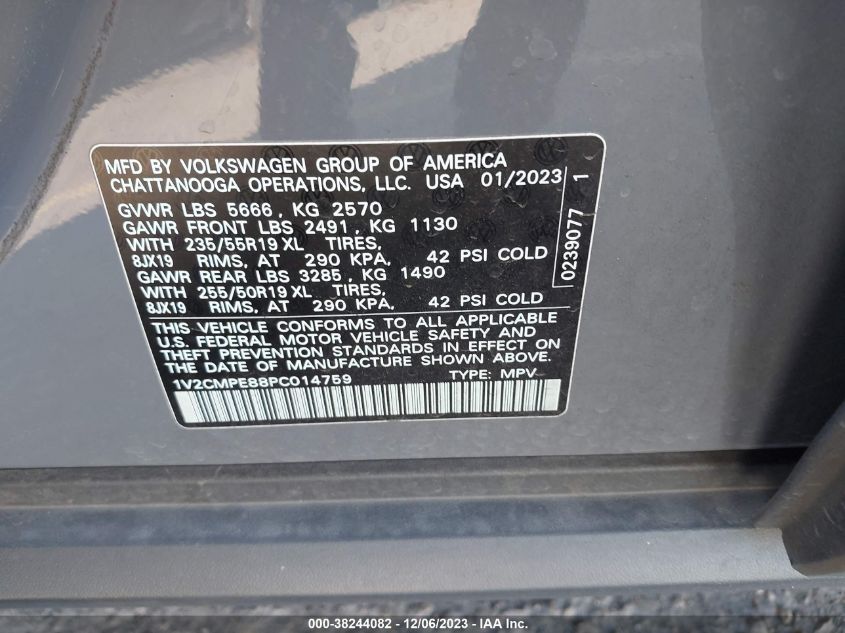 MFD BY VOLKSWAGEN GROUP OF AMERICA
CHATTANOOGA OPERATIONS, LLC. USA 01/2023
GVWR LBS 5666, KG 2570
GAWR FRONT LBS 2491, KG 1130
WITH 235/55R19 XL TIRES,
8JX19 RIMS, AT 290 KPA, 42 PSI COLD
GAWR REAR LBS 3285, KG 1490
WITH 255/50R19 XL TIRES,
8JX19 RIMS, AT 290 KPA, 42 PSI COLD
THIS VEHICLE CONFORMS TO ALL APPLICABLE
U.S. FEDERAL MOTOR VEHICLE SAFETY AND
THEFT PREVENTION STANDARDS IN EFFECT ON
THE DATE OF MANUFACTURE SHOWN ABOVE.
1V2CMPE88PC014759 TYPE: MPV
0239077 1
000-38244082 - 12/06/2023 - IAA Inc.